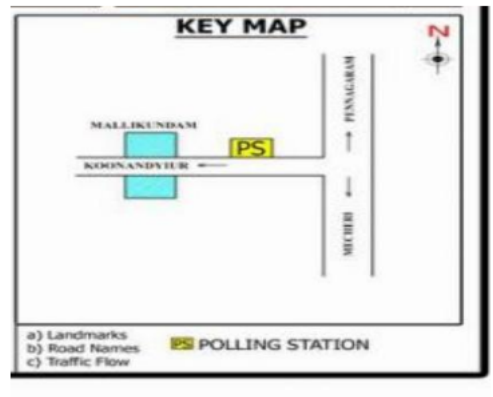 KEY MAP
N
PENNAGARAM
MALLIKUNDAM
PS
KOONANDYIUR
MECHERI
a) Landmarks
b) Road Names
c) Traffic Flow
PS POLLING STATION